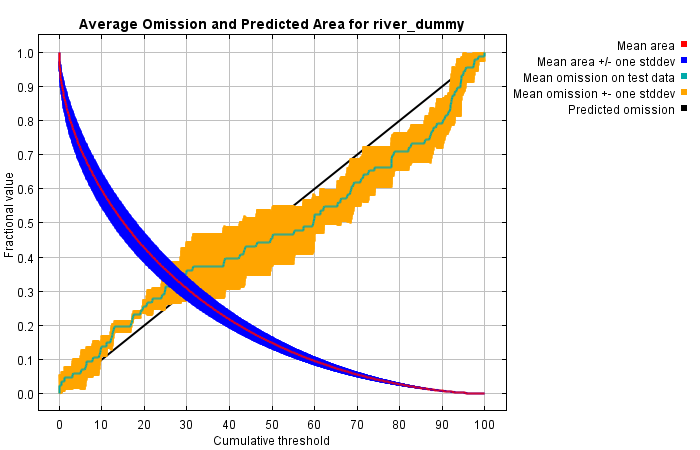 Average Omission and Predicted Area for river_dummy
Mean area
Mean area +/- one stddev
Mean omission on test data
Mean omission +- one stddev
Predicted omission
Fractional value
1.0
0.9
0.8
0.7
0.6
0.5
0.4
0.3
0.2
0.1
0.0
0 10 20 30 40 50 60 70 80 90 100
Cumulative threshold